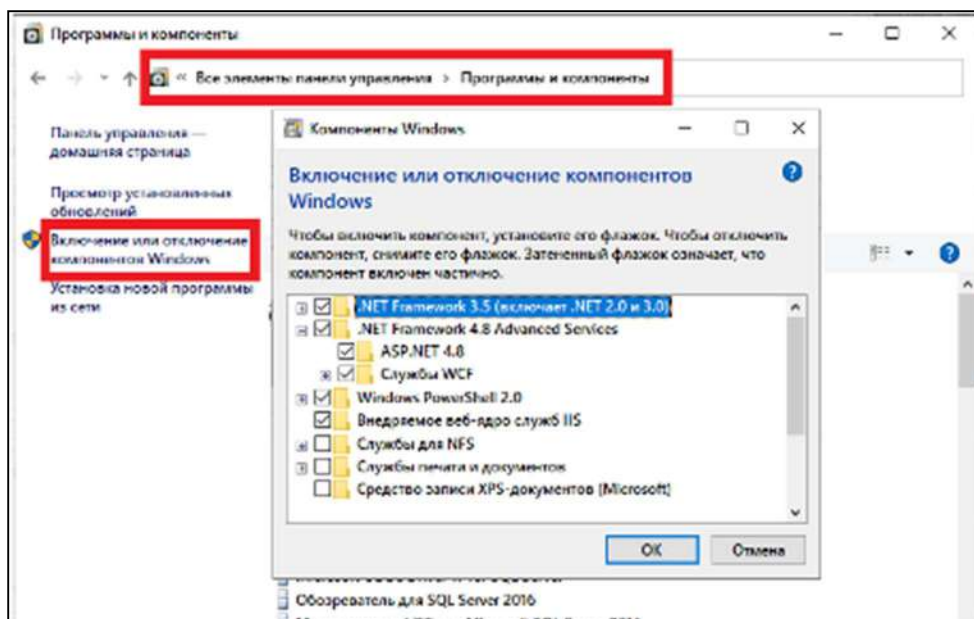 Программы и компоненты
« Все элементы панели управления > Программы и компоненты
Панель управления —
домашняя страница
Просмотр установленных
обновлений
Включение или отключение
компонентов Windows
Установка новой программы
из сети
Компоненты Windows
Включение или отключение компонентов
Windows
Чтобы включить компонент, установите его флажок. Чтобы отключить
компонент, снимите его флажок. Затененный флажок означает, что
компонент включен частично.
.NET Framework 3.5 (включает .NET 2.0 и 3.0)
.NET Framework 4.8 Advanced Services
ASP.NET 4.8
Службы WCF
Windows PowerShell 2.0
Внедряемое веб-ядро служб IIS
Службы для NFS
Службы печати и документов
Средство записи XPS-документов (Microsoft)
ОК
Отмена
Обозреватель для SQL Server 2016